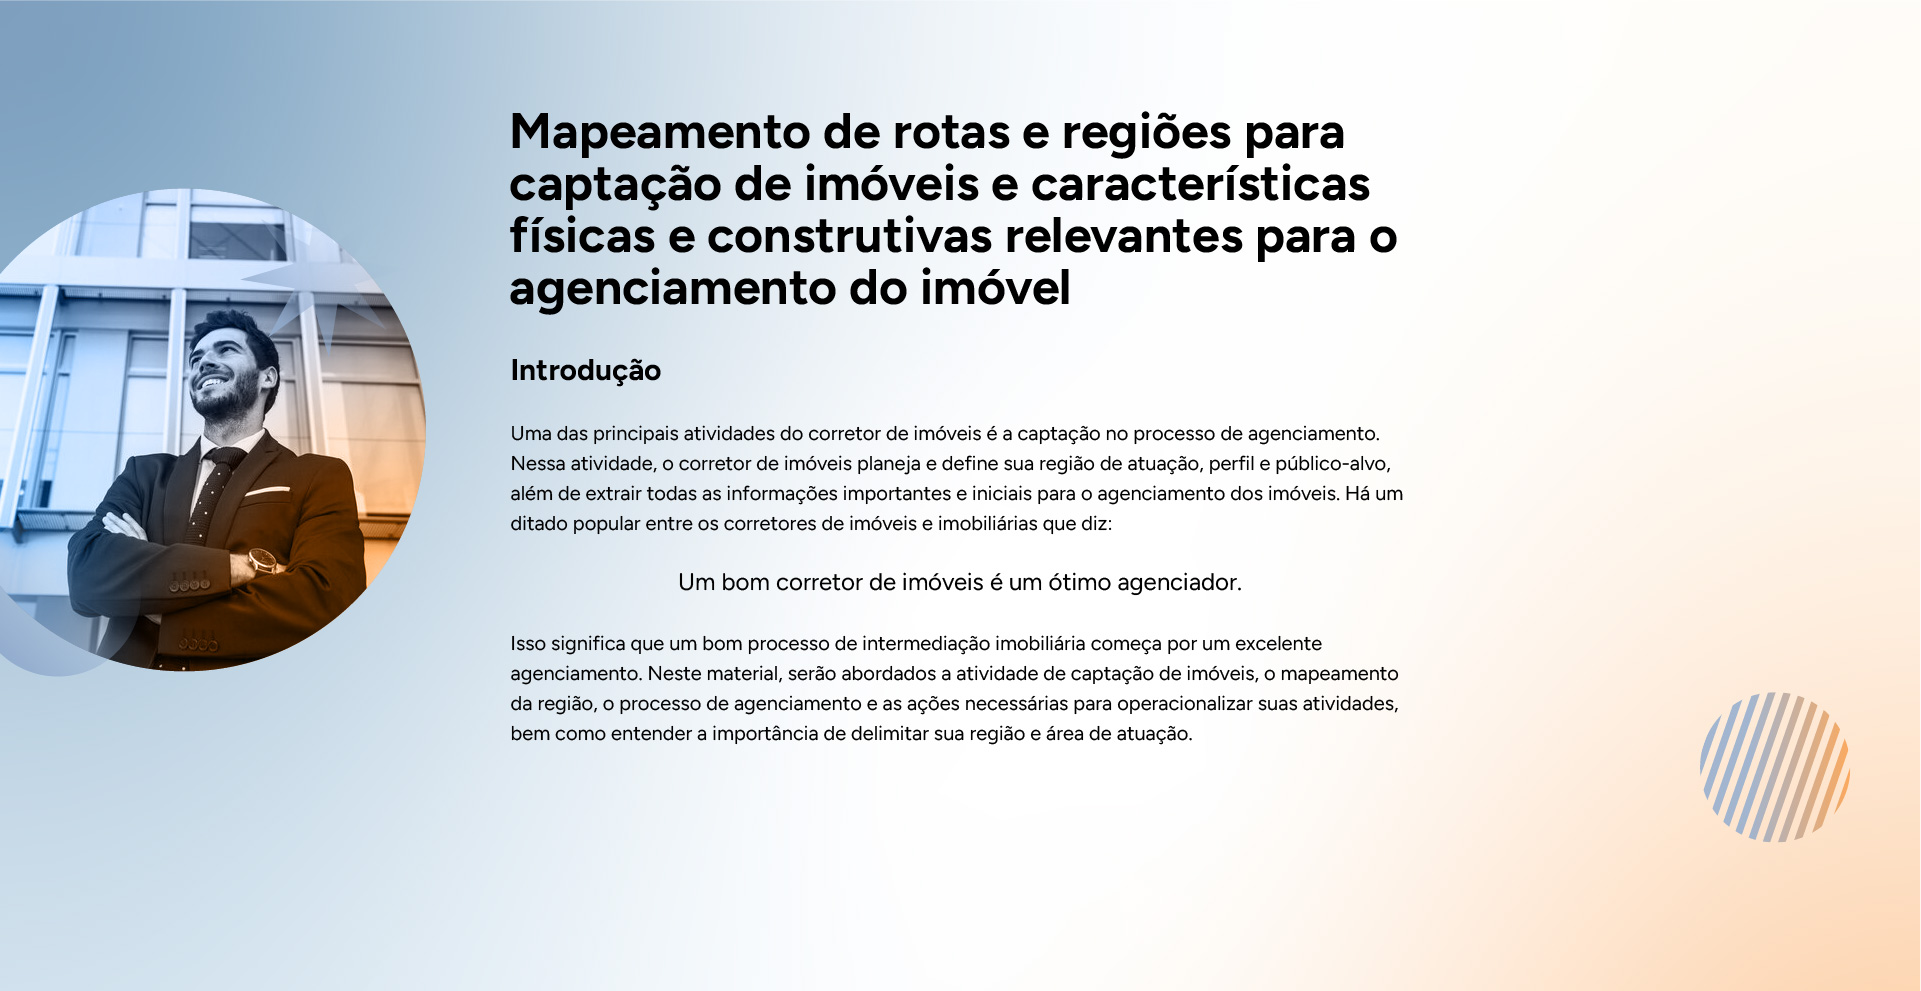 Mapeamento de rotas e regiões para
captação de imóveis e características
físicas e construtivas relevantes para o
agenciamento do imóvel
Introdução
Uma das principais atividades do corretor de imóveis é a captação no processo de agenciamento.
Nessa atividade, o corretor de imóveis planeja e define sua região de atuação, perfil e público-alvo,
além de extrair todas as informações importantes e iniciais para o agenciamento dos imóveis. Há um
ditado popular entre os corretores de imóveis e imobiliárias que diz:
Um bom corretor de imóveis é um ótimo agenciador.
Isso significa que um bom processo de intermediação imobiliária começa por um excelente
agenciamento. Neste material, serão abordados a atividade de captação de imóveis, o mapeamento
da região, o processo de agenciamento e as ações necessárias para operacionalizar suas atividades,
bem como entender a importância de delimitar sua região e área de atuação.